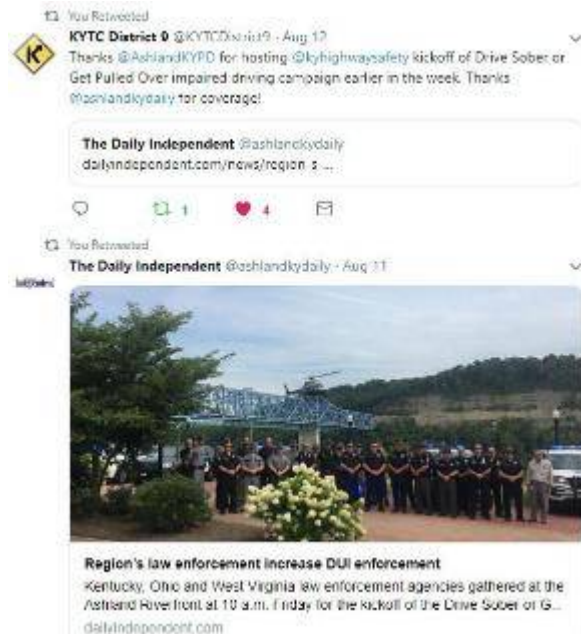 You Retweeted
KYTC District 9 @KYTCDistrict9 · Aug 12
Thanks @AshlandKYPD for hosting @kyhighwaysafety kickoff of Drive Sober or
Get Pulled Over impaired driving campaign earlier in the week. Thanks
@ashlandkydaily for coverage!
The Daily Independent @ashlandkydaily
dailyindependent.com/news/region-s-...
1
4
You Retweeted
The Daily Independent @ashlandkydaily · Aug 11
Region's law enforcement increase DUI enforcement
Kentucky, Ohio and West Virginia law enforcement agencies gathered at the
Ashland Riverfront at 10 a.m. Friday for the kickoff of the Drive Sober or G...
dailyindependent.com